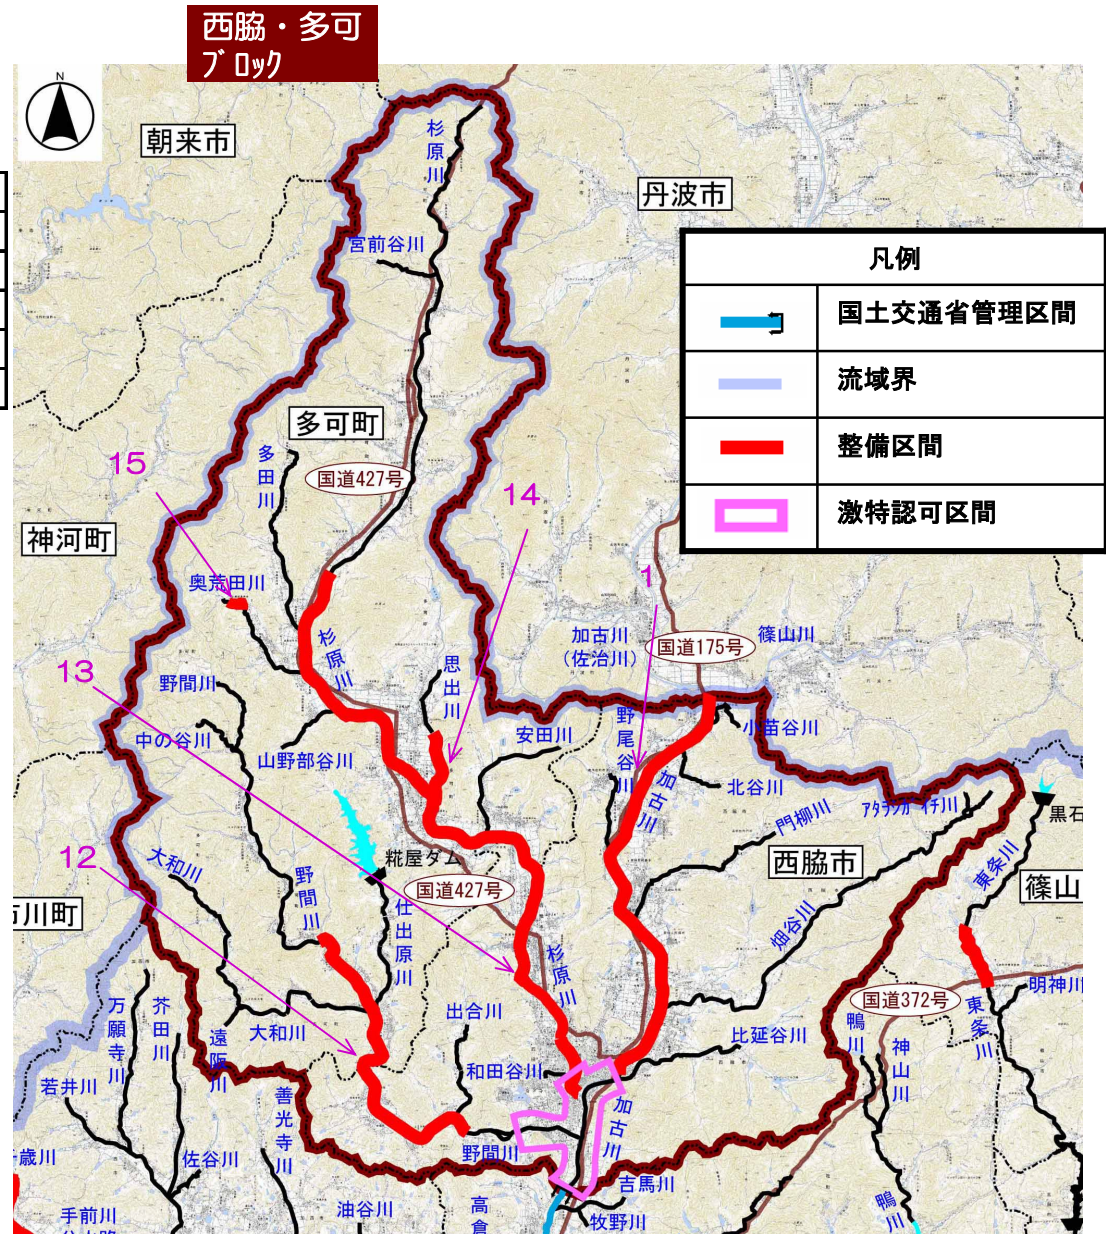 西脇・多可
ブロック
N
朝来市
杉原川
丹波市
宮前谷川
凡例
国土交通省管理区間
流域界
整備区間
激特認可区間
多可町
多田川
国道427号
15
14
神河町
奥荒田川
1
杉原川
加古川
(佐治川)
国道175号
篠山川
13
野間川
思出川
中の谷川
山野部谷川
安田川
野尾谷川
小苗谷川
加古川
北谷川
門柳川
黒石
糀屋ダム
12
大和川
野間川
国道427号
西脇市
東条川
篠山
市川町
仕出原川
畑谷川
杉原川
国道372号
明神川
万願寺川
芥田川
遠阪川
大和川
出合川
比延谷川
鴨川
神山川
東条川
若井川
善光寺川
和田谷川
加古川
千歳川
佐谷川
野間川
吉馬川
手前川
油谷川
高倉
牧野川
鴨川